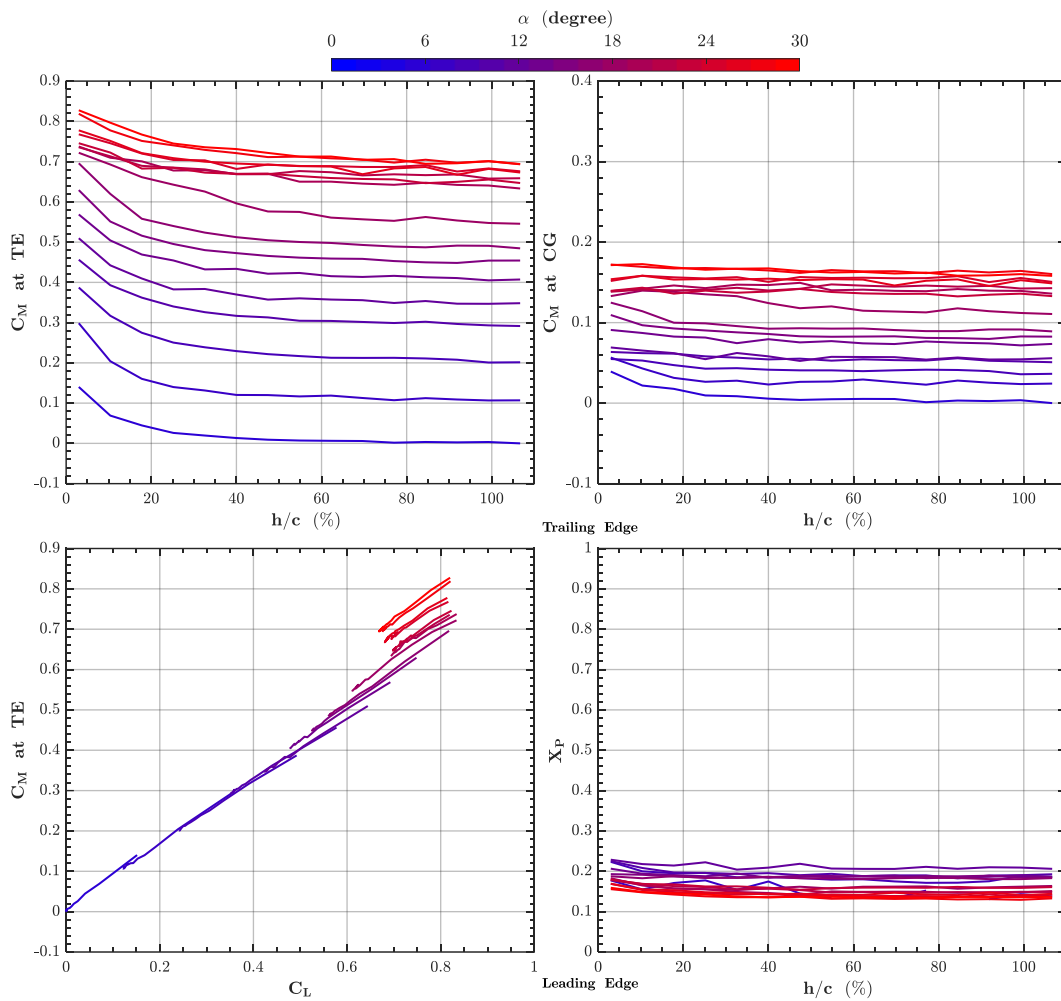 α (degree)
0 6 12 18 24 30
0.9
0.8
0.7
0.6
0.5
0.4
0.3
0.2
0.1
0
-0.1
C_M at TE
0 20 40 60 80 100
h/c (%)
0.4
0.3
0.2
0.1
0
-0.1
C_M at CG
0 20 40 60 80 100
h/c (%)
Trailing Edge
0.9
0.8
0.7
0.6
0.5
0.4
0.3
0.2
0.1
0
-0.1
C_M at TE
0 0.2 0.4 0.6 0.8 1
C_L
1
0.9
0.8
0.7
0.6
0.5
0.4
0.3
0.2
0.1
0
X_P
0 20 40 60 80 100
h/c (%)
Leading Edge